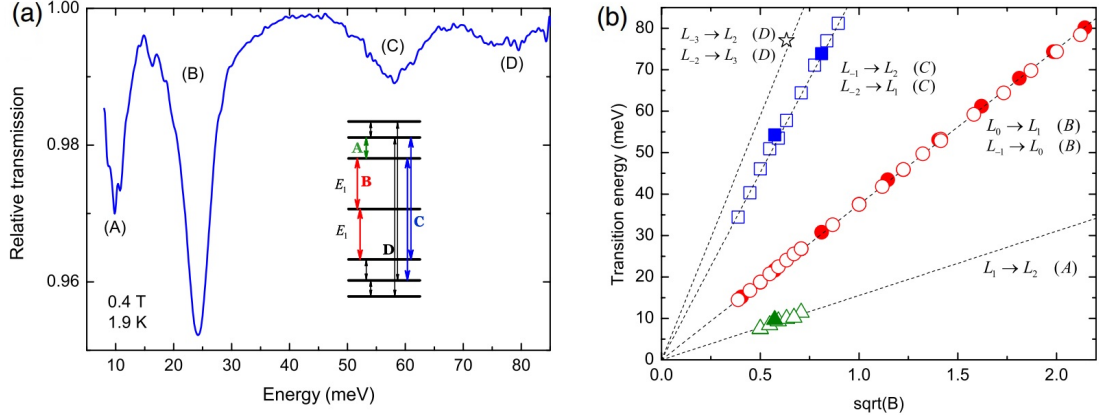 (a)
Relative transmission
1.00
0.98
0.96
(A)
(B)
(C)
(D)
A
B
C
D
E₁
E₁
0.4 T
1.9 K
10 20 30 40 50 60 70 80
Energy (meV)
(b)
Transition energy (meV)
80
70
60
50
40
30
20
10
0
L₋₃ → L₂ (D)
L₋₂ → L₃ (D)
L₋₁ → L₂ (C)
L₋₂ → L₁ (C)
L₀ → L₁ (B)
L₋₁ → L₀ (B)
L₁ → L₂ (A)
0.0 0.5 1.0 1.5 2.0
sqrt(B)